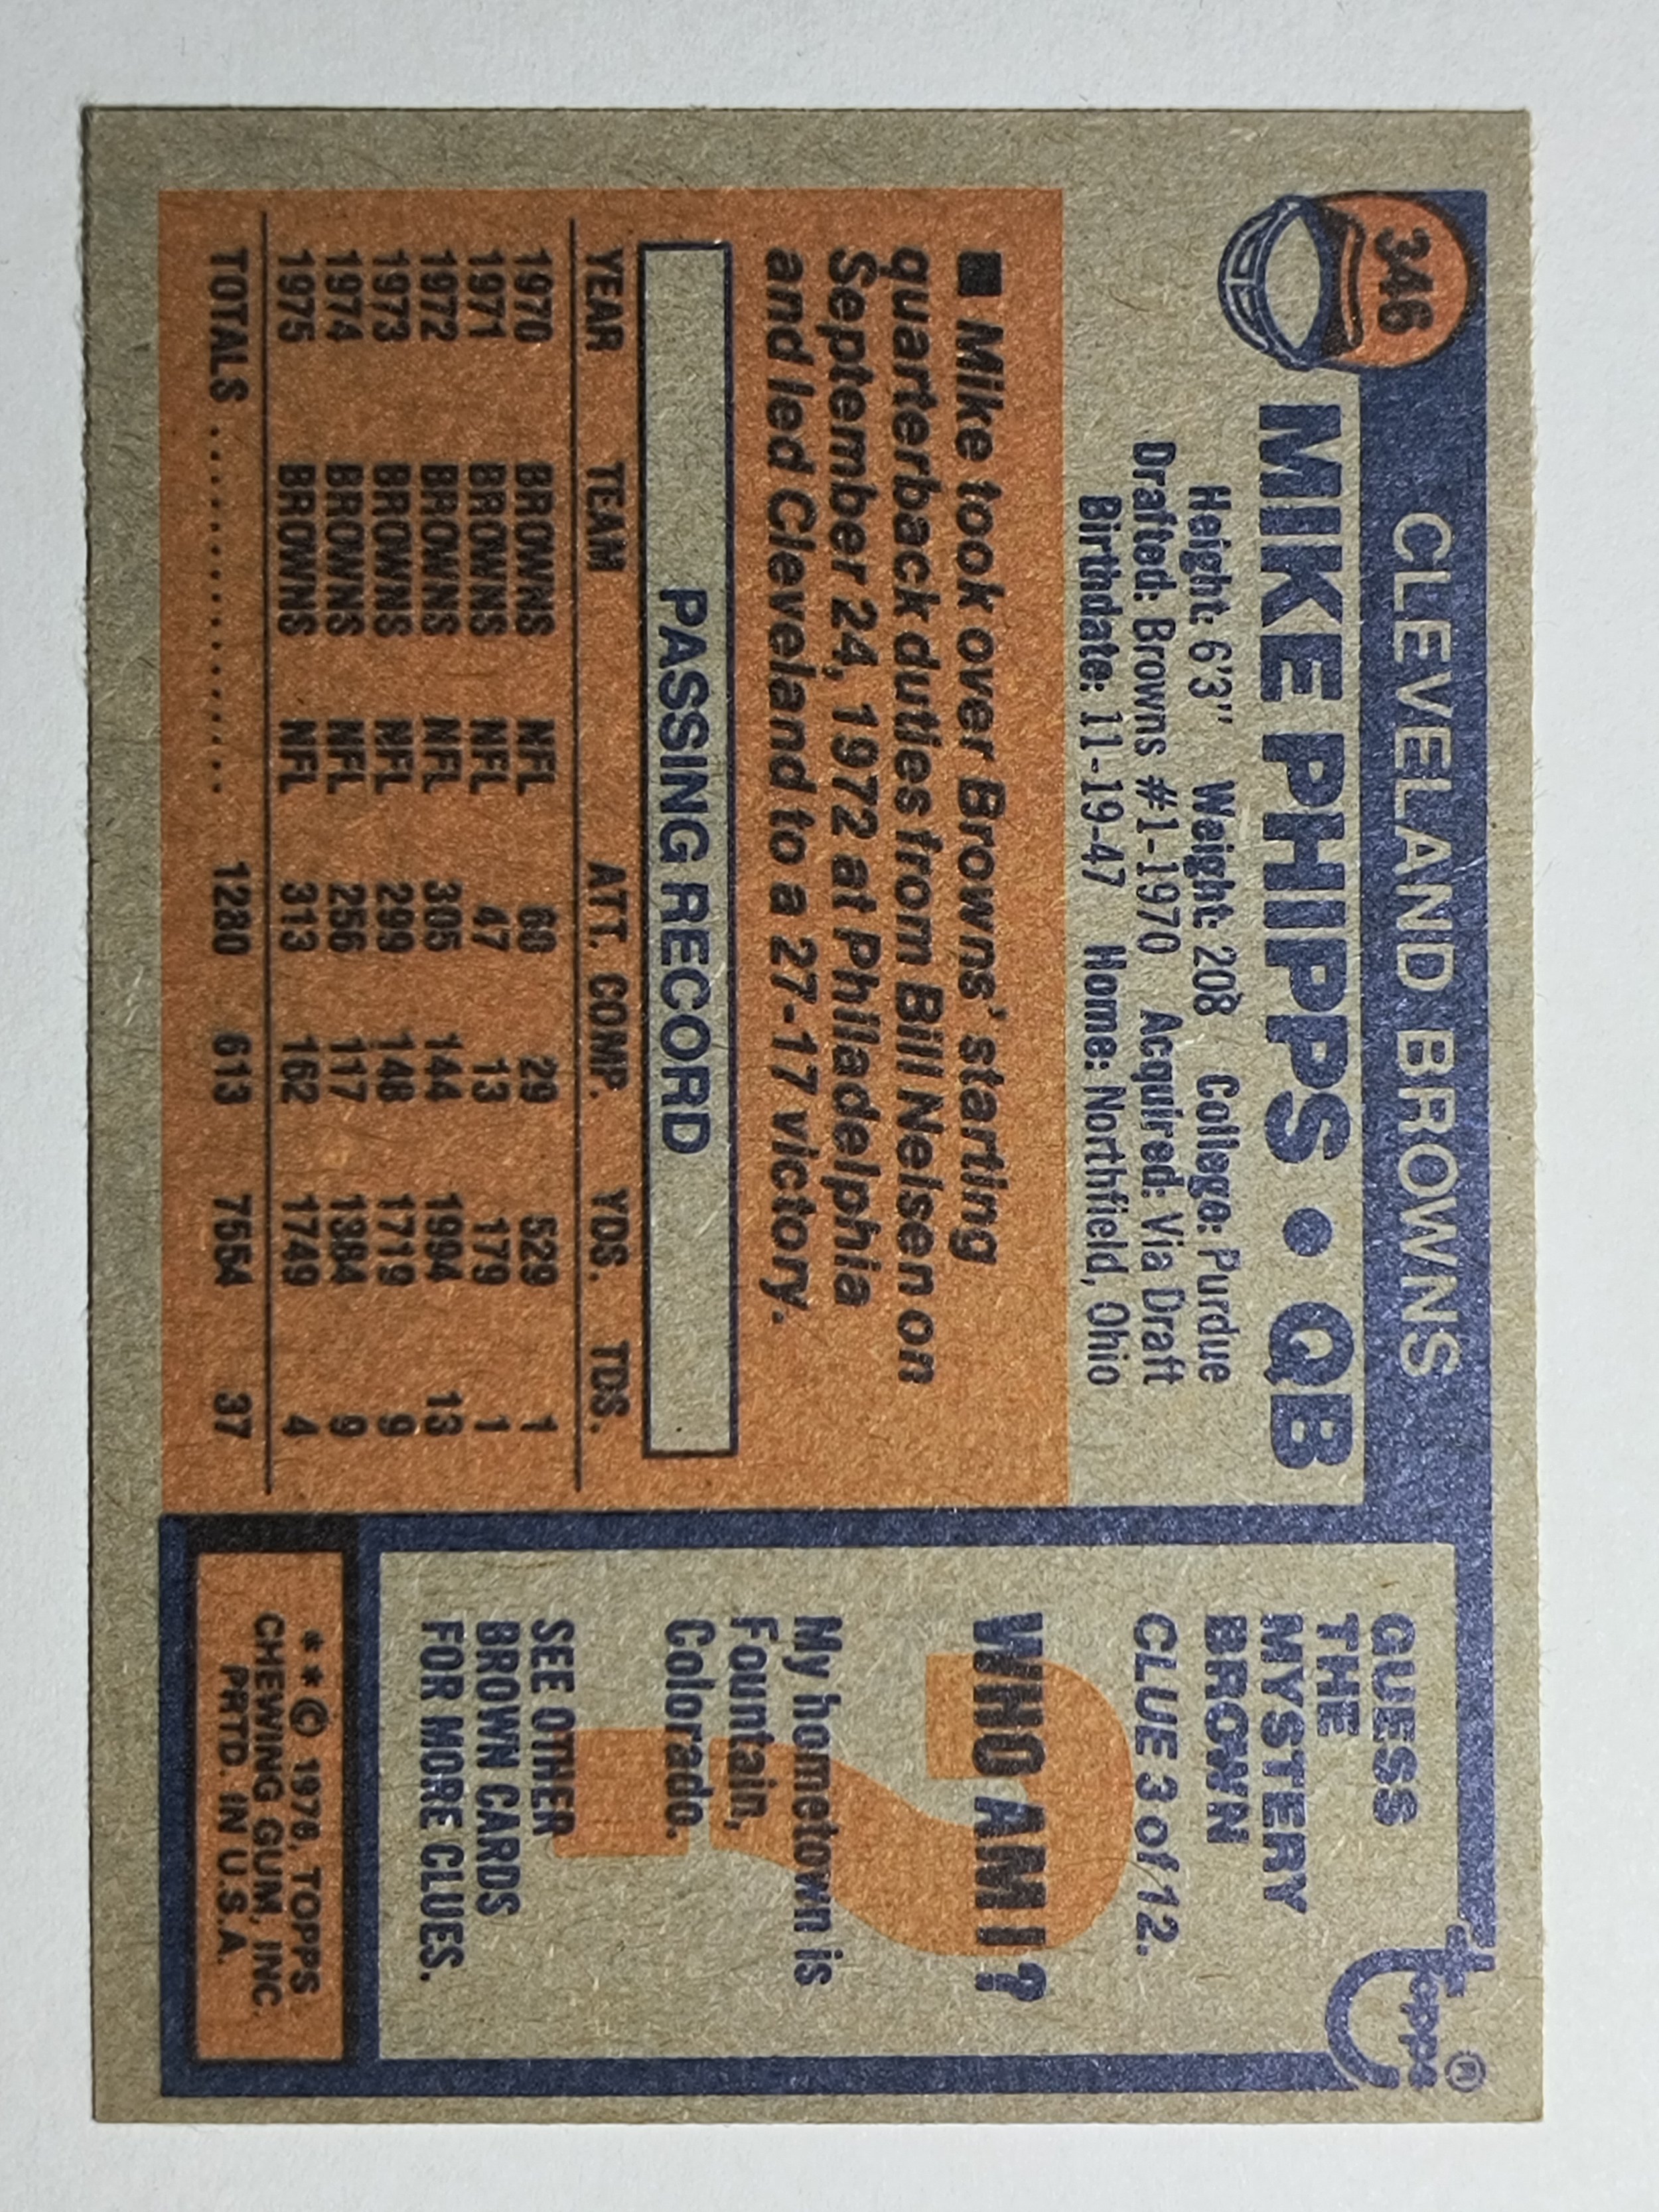 346
CLEVELAND BROWNS
MIKE PHIPPS • QB
Height: 6'3" Weight: 208 College: Purdue
Drafted: Browns #1-1970 Acquired: Via Draft
Birthdate: 11-19-47 Home: Northfield, Ohio
■ Mike took over Browns' starting
quarterback duties from Bill Nelsen on
September 24, 1972 at Philadelphia
and led Cleveland to a 27-17 victory.
PASSING RECORD
YEAR TEAM ATT. COMP. YDS. TDS.
1970 BROWNS NFL 60 29 529 1
1971 BROWNS NFL 47 13 179 1
1972 BROWNS NFL 305 144 1994 13
1973 BROWNS NFL 299 148 1719 9
1974 BROWNS NFL 256 117 1384 9
1975 BROWNS NFL 313 162 1749 4
TOTALS .................... 1280 613 7554 37
topps ®
GUESS
THE
MYSTERY
BROWN
CLUE 3 of 12.
WHO AM I?
My hometown is
Fountain,
Colorado.
SEE OTHER
BROWN CARDS
FOR MORE CLUES.
* * © 1976, TOPPS
CHEWING GUM, INC.
PRTD. IN U.S.A.